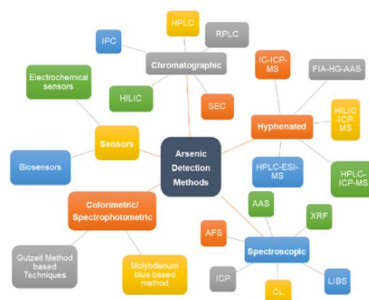 HPLC
RPLC
IPC
Chromatographic
HILIC
SEC
IC-ICP-
MS
FIA-HG-AAS
Hyphenated
HILIC
-ICP-
MS
HPLC-ESI-
MS
HPLC-
ICP-MS
Electrochemical
sensors
Sensors
Biosensors
Arsenic
Detection
Methods
Colorimetric/
Spectrophotometric
Gutzeit Method
based
Techniques
Molybdenum
blue based
method
AAS
XRF
AFS
Spectroscopic
ICP
CL
LIBS